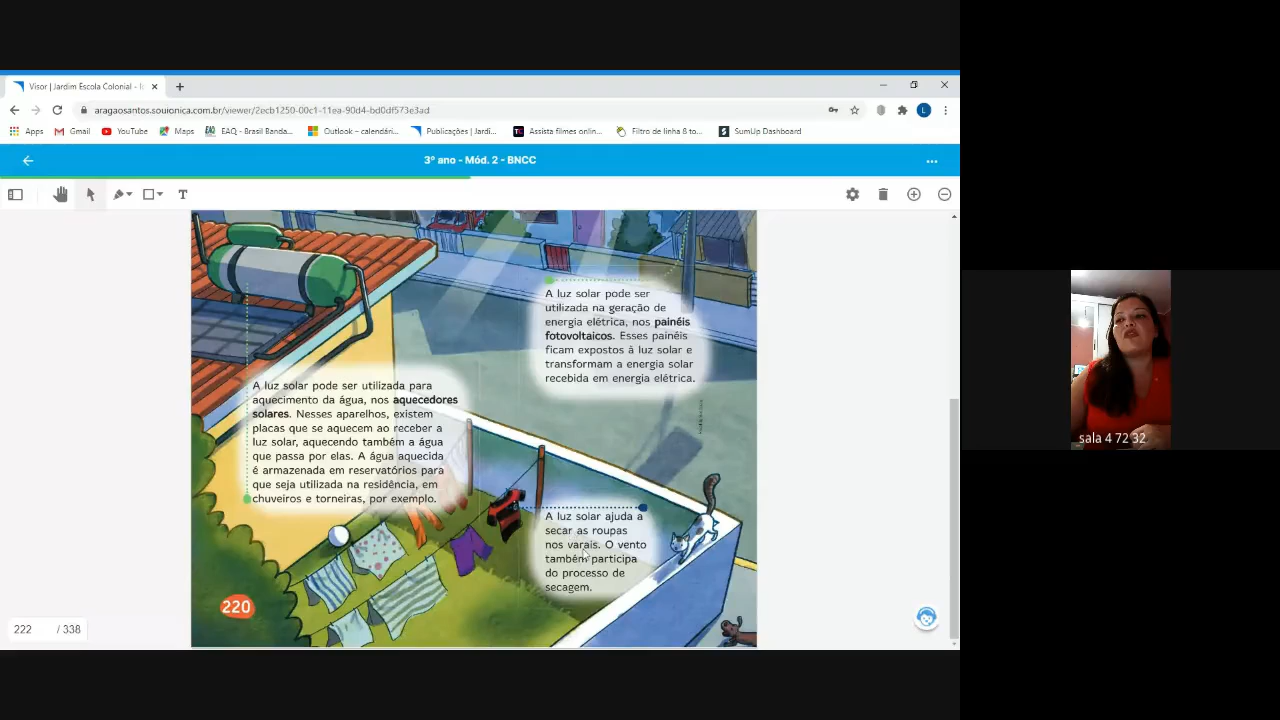 Visor | Jardim Escola Colonial - I
aragaosantos.souionica.com.br/viewer/2ecb1250-00c1-11ea-90d4-bd0df573e3ad
Apps
Gmail
YouTube
Maps
EAQ - Brasil Banda...
Outlook – calendári...
Publicações | Jardi...
Assista filmes onlin...
Filtro de linha 8 to...
SumUp Dashboard
3º ano - Mód. 2 - BNCC
T
A luz solar pode ser
utilizada na geração de
energia elétrica, nos painéis
fotovoltaicos. Esses painéis
ficam expostos à luz solar e
transformam a energia solar
recebida em energia elétrica.
A luz solar pode ser utilizada para
aquecimento da água, nos aquecedores
solares. Nesses aparelhos, existem
placas que se aquecem ao receber a
luz solar, aquecendo também a água
que passa por elas. A água aquecida
é armazenada em reservatórios para
que seja utilizada na residência, em
chuveiros e torneiras, por exemplo.
A luz solar ajuda a
secar as roupas
nos varais. O vento
também participa
do processo de
secagem.
220
222 / 338
L
sala 4 72 32